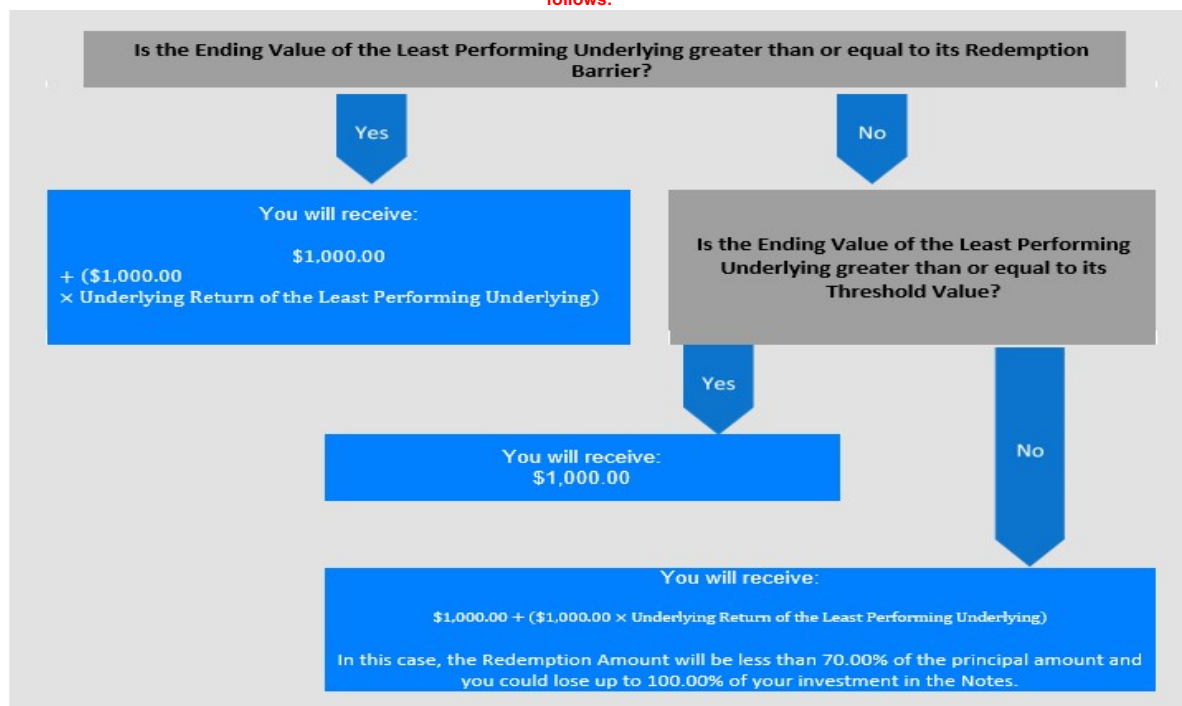 follows:
Is the Ending Value of the Least Performing Underlying greater than or equal to its Redemption
Barrier?
Yes
No
You will receive:
$1,000.00
+ ($1,000.00
× Underlying Return of the Least Performing Underlying)
Is the Ending Value of the Least Performing
Underlying greater than or equal to its
Threshold Value?
Yes
You will receive:
$1,000.00
No
You will receive:
$1,000.00 + ($1,000.00 × Underlying Return of the Least Performing Underlying)
In this case, the Redemption Amount will be less than 70.00% of the principal amount and
you could lose up to 100.00% of your investment in the Notes.